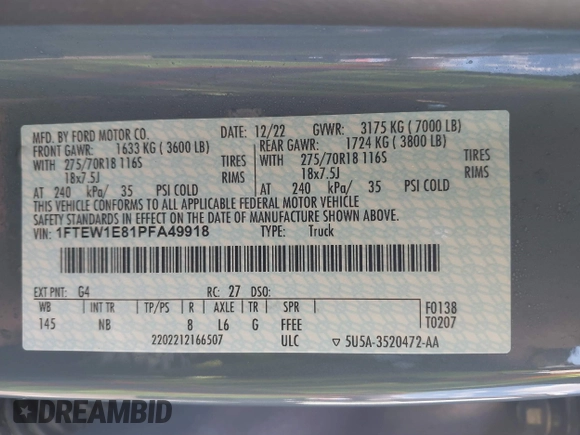 MFD. BY FORD MOTOR CO. DATE: 12/22 GVWR: 3175 KG ( 7000 LB)
FRONT GAWR: 1633 KG ( 3600 LB) REAR GAWR: 1724 KG ( 3800 LB)
WITH 275/70R18 116S TIRES WITH 275/70R18 116S TIRES
18x7.5J RIMS 18x7.5J RIMS
AT 240 kPa/ 35 PSI COLD AT 240 kPa/ 35 PSI COLD
THIS VEHICLE CONFORMS TO ALL APPLICABLE FEDERAL MOTOR VEHICLE
SAFETY STANDARDS IN EFFECT ON THE DATE OF MANUFACTURE SHOWN ABOVE.
VIN: 1FTEW1E81PFA49918 TYPE: Truck
EXT PNT: G4 RC: 27 DSO:
WB INT TR TP/PS R AXLE TR SPR
145 NB 8 L6 G FFEE
F0138
T0207
2202212166507 ULC ▽ 5U5A-3520472-AA
DREAMBID